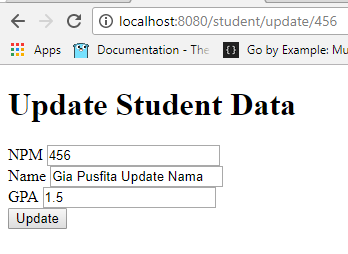 localhost:8080/student/update/456
Apps Documentation - The Go by Example: Mu
Update Student Data
NPM 456
Name Gia Pusfita Update Nama
GPA 1.5
Update